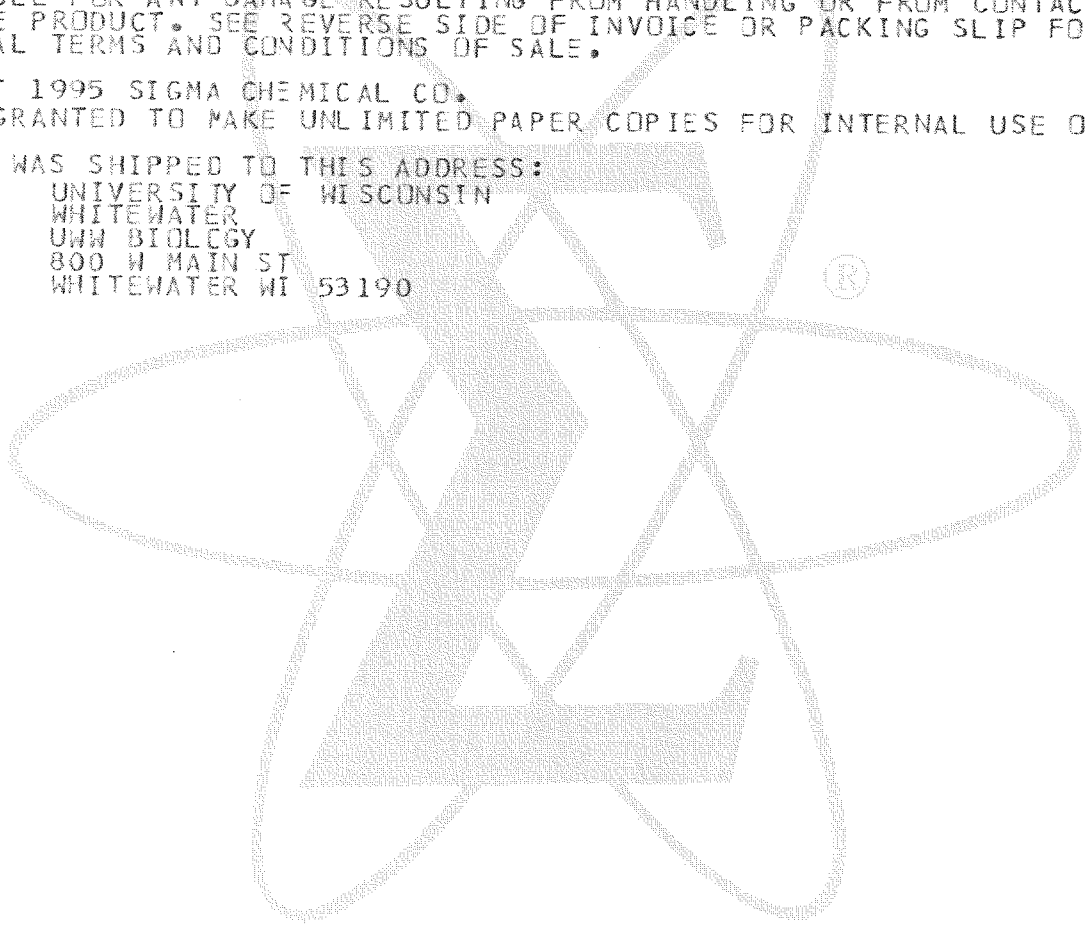 FOR ANY DAMAGE RESULTING FROM HANDLING OR FROM CONTAC
E PRODUCT. SEE REVERSE SIDE OF INVOICE OR PACKING SLIP FO
AL TERMS AND CONDITIONS OF SALE.
T 1995 SIGMA CHEMICAL CO.
GRANTED TO MAKE UNLIMITED PAPER COPIES FOR INTERNAL USE O
WAS SHIPPED TO THIS ADDRESS:
UNIVERSITY OF WISCONSIN
WHITEWATER
UWW BIOLOGY
800 W MAIN ST
WHITEWATER WI 53190
Σ
®